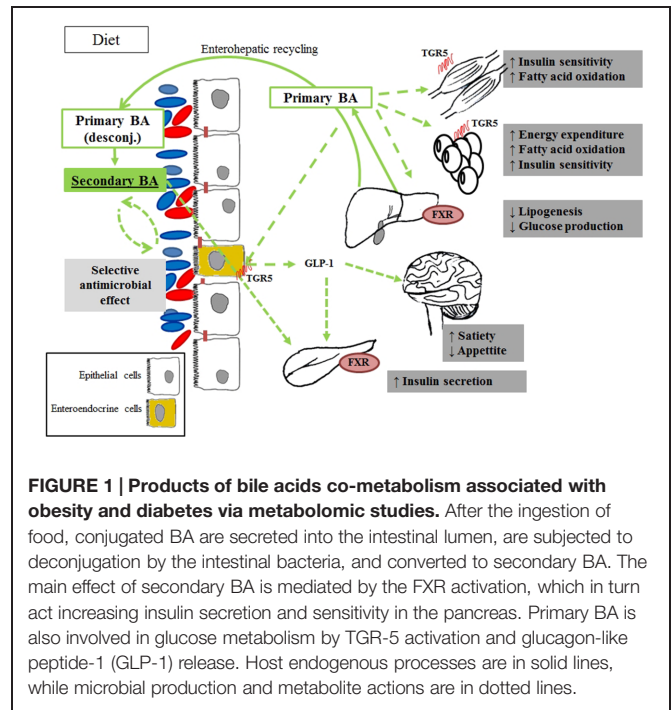 Diet
Enterohepatic recycling
TGR5
↑ Insulin sensitivity
↑ Fatty acid oxidation
Primary BA
(desconj.)
Primary BA
TGR5
↑ Energy expenditure
↑ Fatty acid oxidation
↑ Insulin sensitivity
Secondary BA
FXR
↓ Lipogenesis
↓ Glucose production
Selective
antimicrobial
effect
TGR5
GLP-1
↑ Satiety
↓ Appettite
Epithelial cells
Enteroendocrine cells
FXR
↑ Insulin secretion
FIGURE 1 | Products of bile acids co-metabolism associated with
obesity and diabetes via metabolomic studies. After the ingestion of
food, conjugated BA are secreted into the intestinal lumen, are subjected to
deconjugation by the intestinal bacteria, and converted to secondary BA. The
main effect of secondary BA is mediated by the FXR activation, which in turn
act increasing insulin secretion and sensitivity in the pancreas. Primary BA is
also involved in glucose metabolism by TGR-5 activation and glucagon-like
peptide-1 (GLP-1) release. Host endogenous processes are in solid lines,
while microbial production and metabolite actions are in dotted lines.